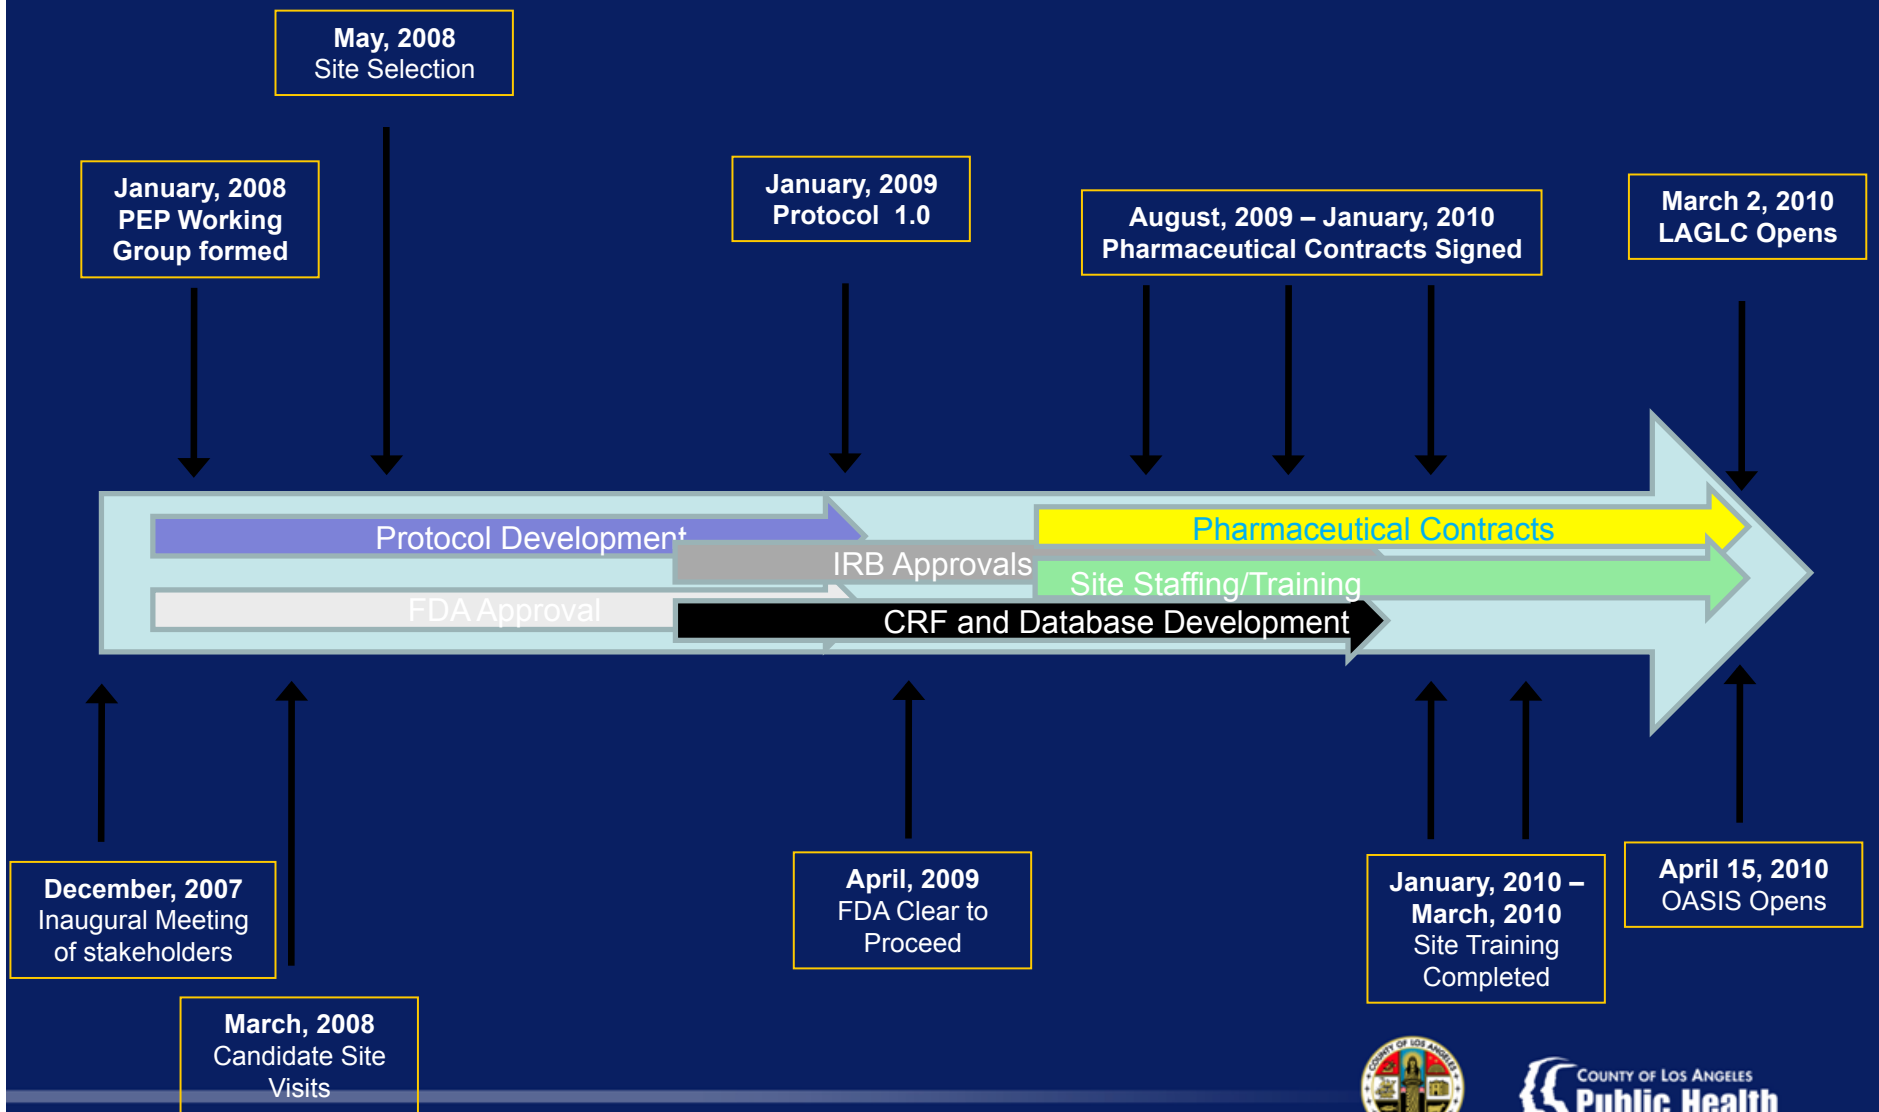 May, 2008
Site Selection
January, 2008
PEP Working
Group formed
January, 2009
Protocol 1.0
August, 2009 – January, 2010
Pharmaceutical Contracts Signed
March 2, 2010
LAGLC Opens
Protocol Development
Pharmaceutical Contracts
IRB Approvals
Site Staffing/Training
FDA Approval
CRF and Database Development
December, 2007
Inaugural Meeting
of stakeholders
March, 2008
Candidate Site
Visits
April, 2009
FDA Clear to
Proceed
January, 2010 –
March, 2010
Site Training
Completed
April 15, 2010
OASIS Opens
COUNTY OF LOS ANGELES
COUNTY OF LOS ANGELES
Public Health